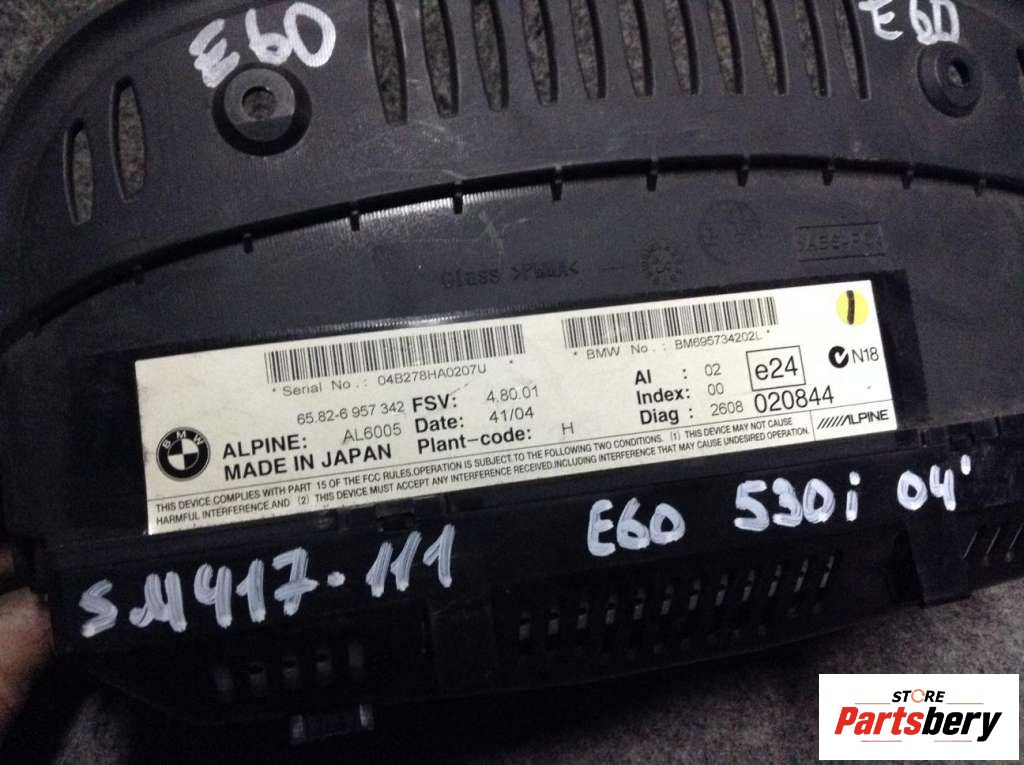 E60
E60
Glass >PMMA<
* Serial No. : 04B278HA0207U *
* BMW No. : BM695734202L *
65.82-6 957 342
BMW
ALPINE: AL6005
MADE IN JAPAN
FSV: 4.80.01
Date: 41/04
Plant-code: H
AI : 02
Index: 00
Diag : 2608
e24
020844
N18
ALPINE
THIS DEVICE COMPLIES WITH PART 15 OF THE FCC RULES,OPERATION IS SUBJECT TO THE FOLLOWING TWO CONDITIONS. (1) THIS DEVICE MAY NOT CAUSE
HARMFUL INTERFERENCE,AND (2) THIS DEVICE MUST ACCEPT ANY INTERFERENCE RECEIVED,INCLUDING INTERFERENCE THAT MAY CAUSE UNDESIRED OPERATION.
SM417-111
E60 530i 04'
STORE
Partsbery